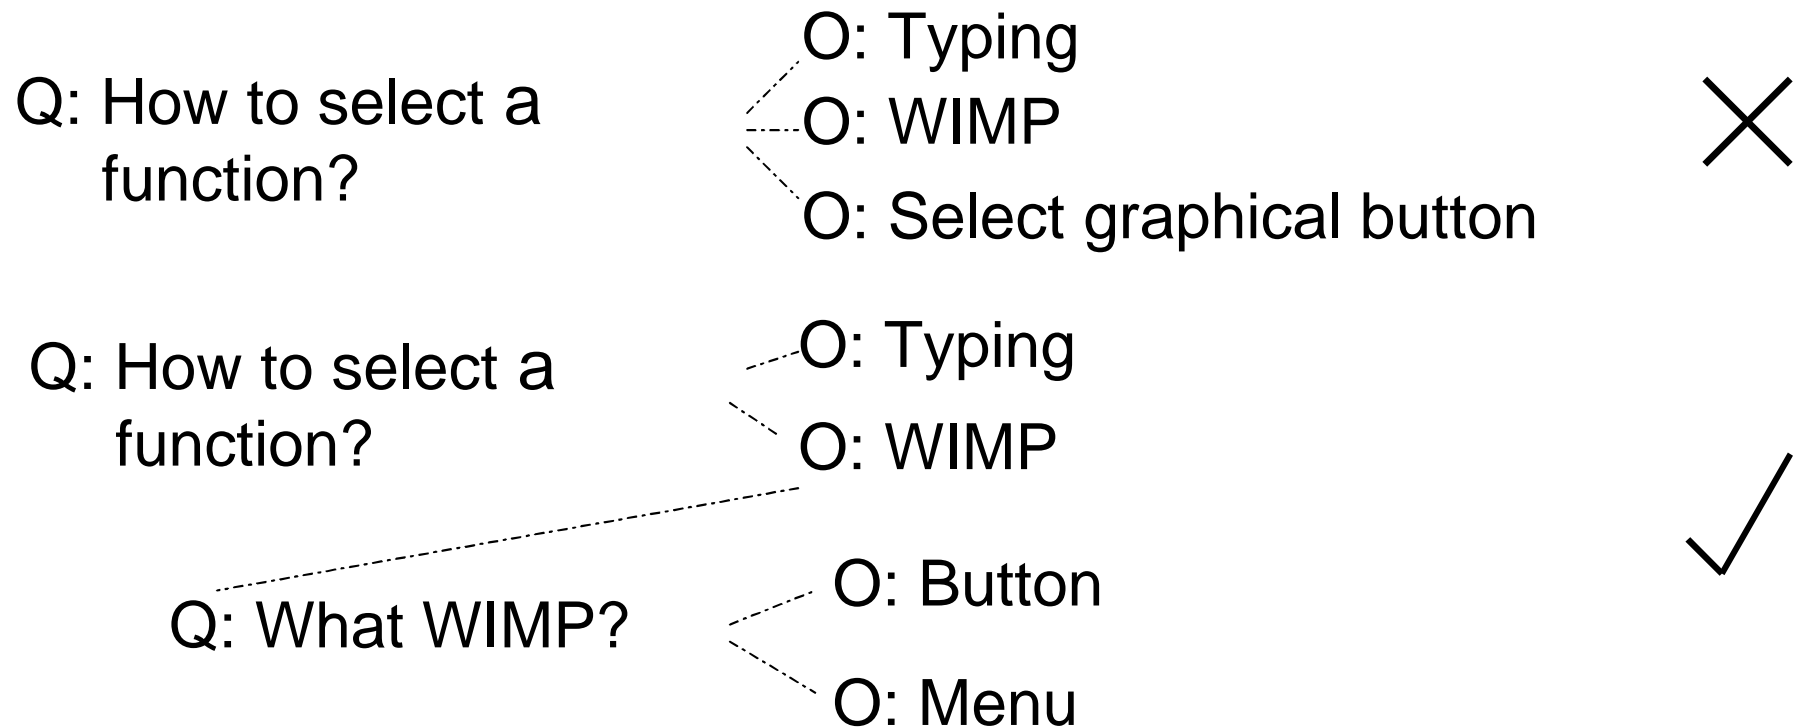 Q: How to select a
function?
O: Typing
O: WIMP
O: Select graphical button
Q: How to select a
function?
O: Typing
O: WIMP
Q: What WIMP?
O: Button
O: Menu